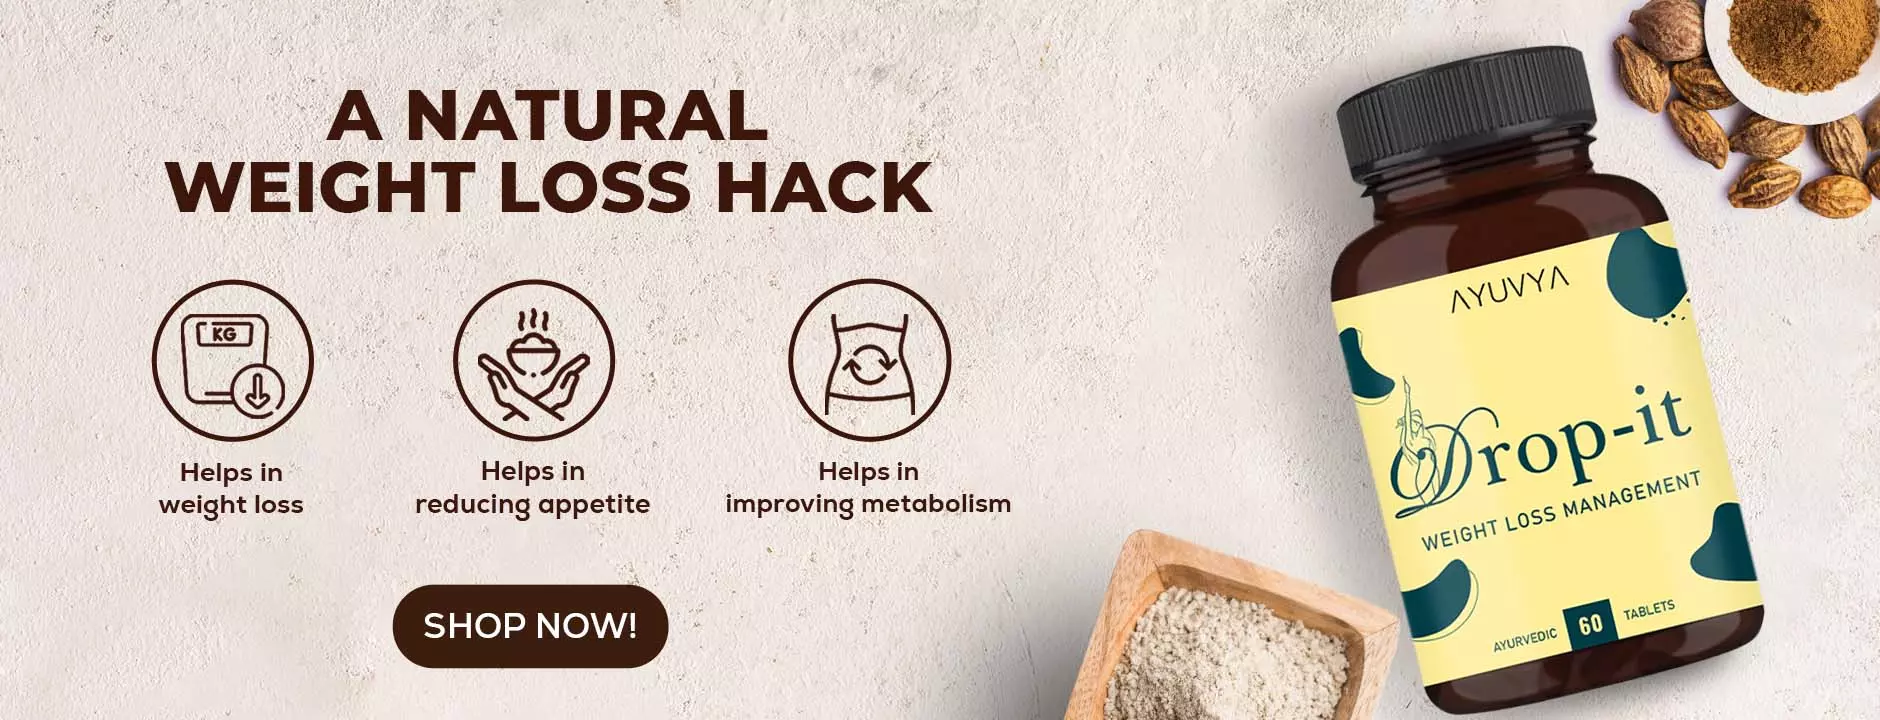 A NATURAL
WEIGHT LOSS HACK
KG
Helps in
weight loss
Helps in
reducing appetite
Helps in
improving metabolism
SHOP NOW!
AYUVYA
Drop-it
WEIGHT LOSS MANAGEMENT
AYURVEDIC 60 TABLETS